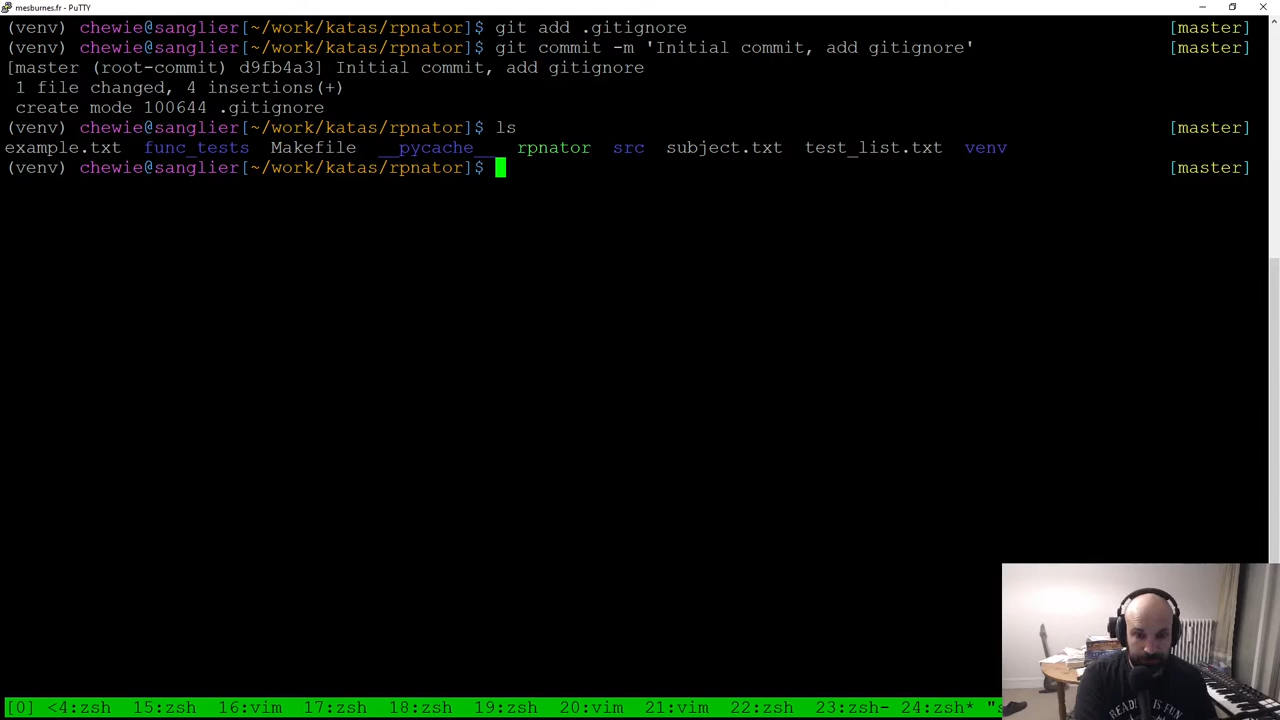 mesburnes.fr - PuTTY
(venv) chewie@sanglier[~/work/katas/rpnator]$ git add .gitignore [master]
(venv) chewie@sanglier[~/work/katas/rpnator]$ git commit -m 'Initial commit, add gitignore' [master]
[master (root-commit) d9fb4a3] Initial commit, add gitignore
1 file changed, 4 insertions(+)
create mode 100644 .gitignore
(venv) chewie@sanglier[~/work/katas/rpnator]$ ls [master]
example.txt func_tests Makefile __pycache__ rpnator src subject.txt test_list.txt venv
(venv) chewie@sanglier[~/work/katas/rpnator]$ [master]
READING IS FUN
[0] <4:zsh 15:zsh 16:vim 17:zsh 18:zsh 19:zsh 20:vim 21:vim 22:zsh 23:zsh- 24:zsh* "s